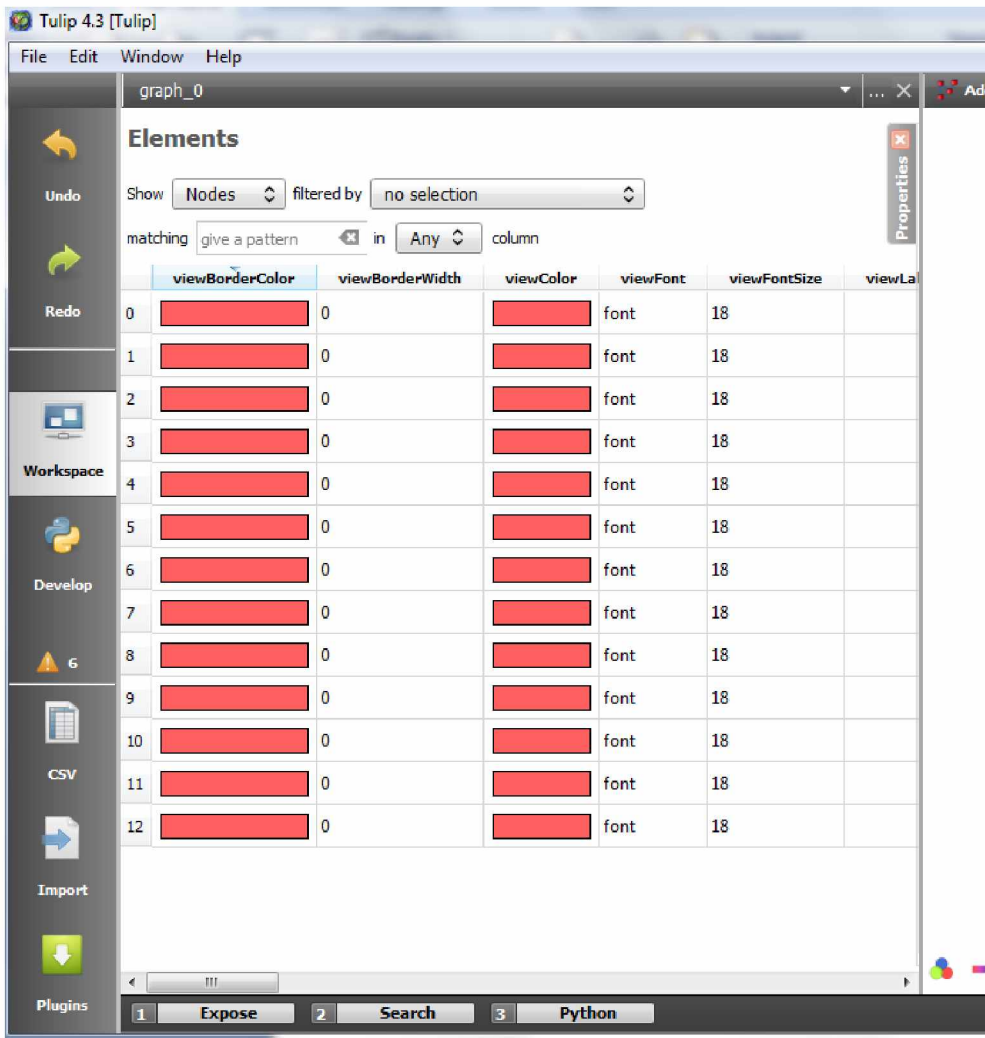 Tulip 4.3 [Tulip]
File Edit Window Help
graph_0 ... Ad
Elements
Properties
Undo
Show Nodes filtered by no selection
matching give a pattern in Any column
viewBorderColor viewBorderWidth viewColor viewFont viewFontSize viewLa
Redo
0 0 font 18
1 0 font 18
2 0 font 18
3 0 font 18
Workspace
4 0 font 18
5 0 font 18
6 0 font 18
Develop
7 0 font 18
8 0 font 18
6
9 0 font 18
10 0 font 18
CSV
11 0 font 18
12 0 font 18
Import
Plugins
1 Expose 2 Search 3 Python